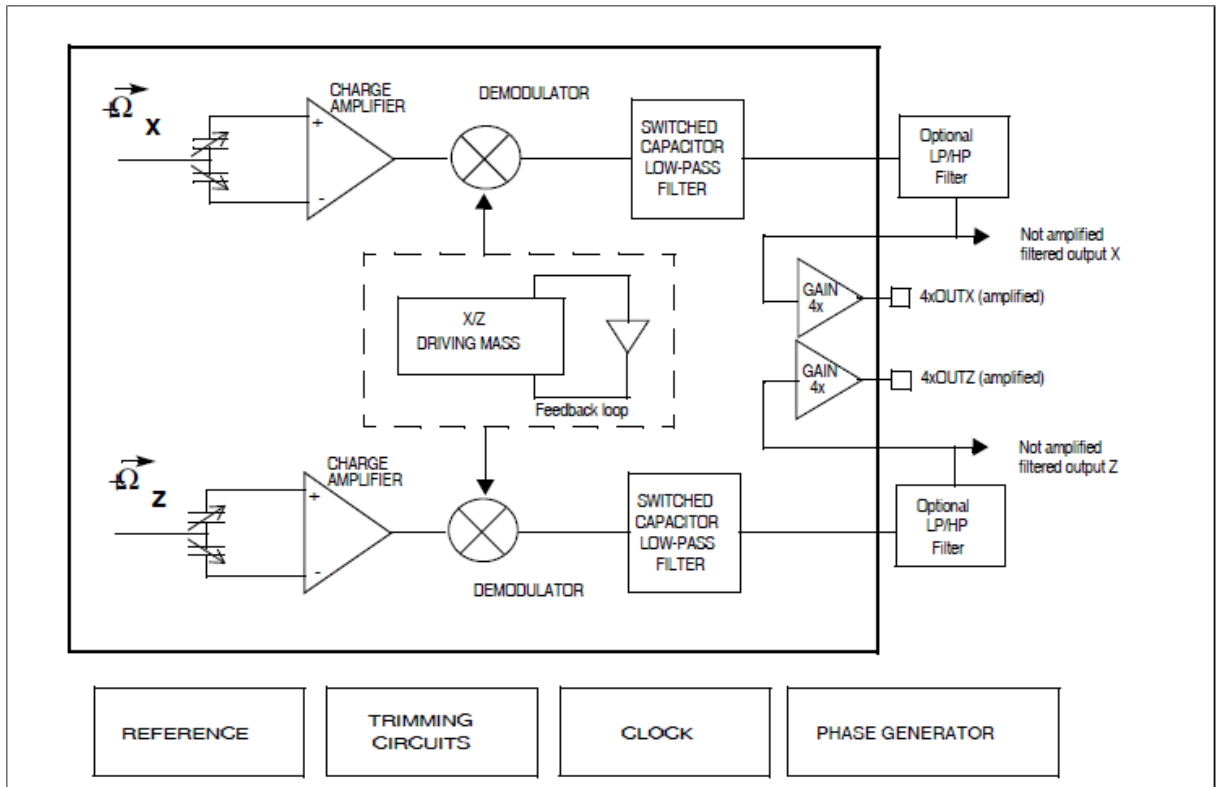 +Ω X
CHARGE
AMPLIFIER
+
-
DEMODULATOR
SWITCHED
CAPACITOR
LOW-PASS
FILTER
Optional
LP/HP
Filter
Not amplified
filtered output X
GAIN
4x
4xOUTX (amplified)
X/Z
DRIVING MASS
Feedback loop
GAIN
4x
4xOUTZ (amplified)
Not amplified
filtered output Z
+Ω Z
CHARGE
AMPLIFIER
+
-
DEMODULATOR
SWITCHED
CAPACITOR
LOW-PASS
FILTER
Optional
LP/HP
Filter
REFERENCE
TRIMMING
CIRCUITS
CLOCK
PHASE GENERATOR